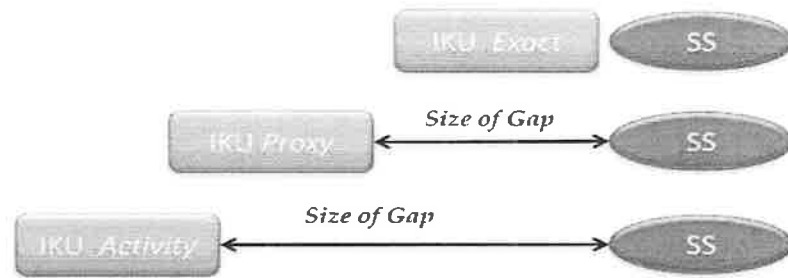 IKU Exact SS
Size of Gap
IKU Proxy SS
Size of Gap
IKU Activity SS